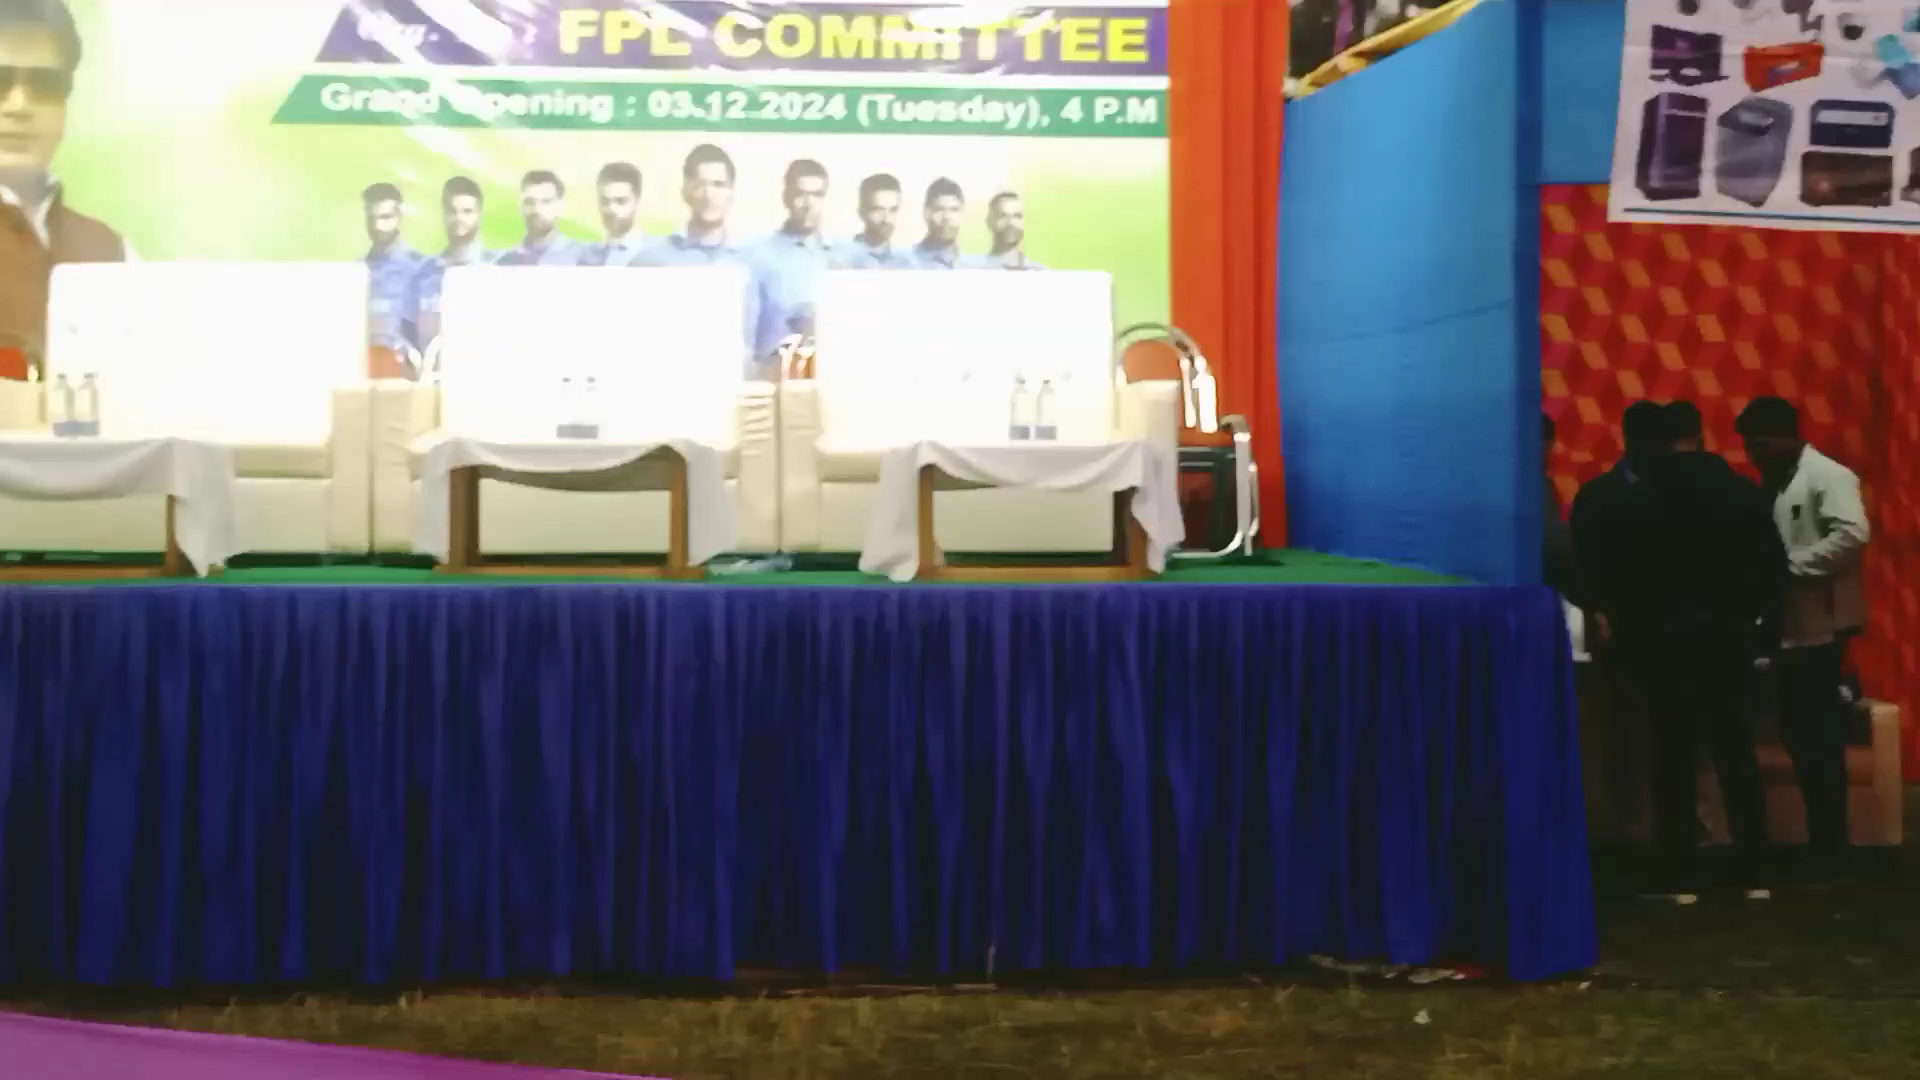 FPL COMMITTEE
Grand Opening : 03.12.2024 (Tuesday), 4 P.M